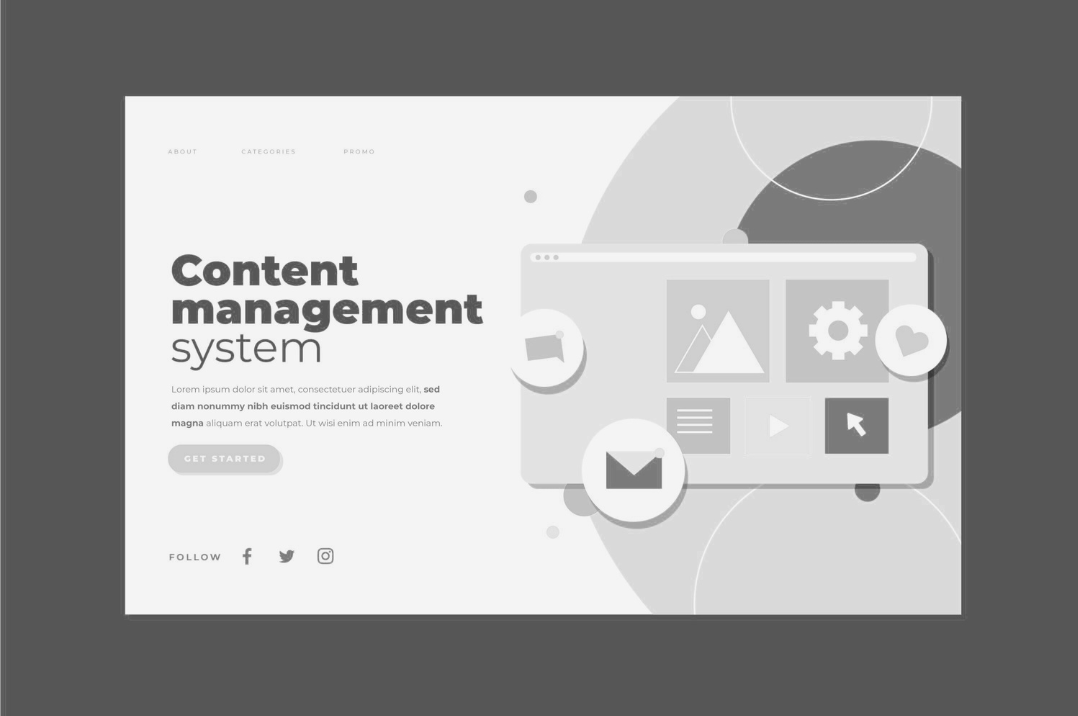 ABOUT CATEGORIES PROMO
Content
management
system
Lorem ipsum dolor sit amet, consectetuer adipiscing elit, sed
diam nonummy nibh euismod tincidunt ut laoreet dolore
magna aliquam erat volutpat. Ut wisi enim ad minim veniam.
GET STARTED
FOLLOW